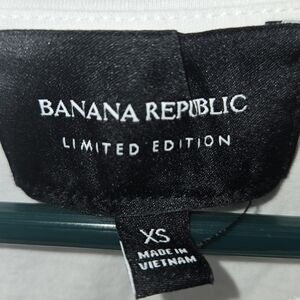 BANANA REPUBLIC
LIMITED EDITION
XS
MADE IN
VIETNAM